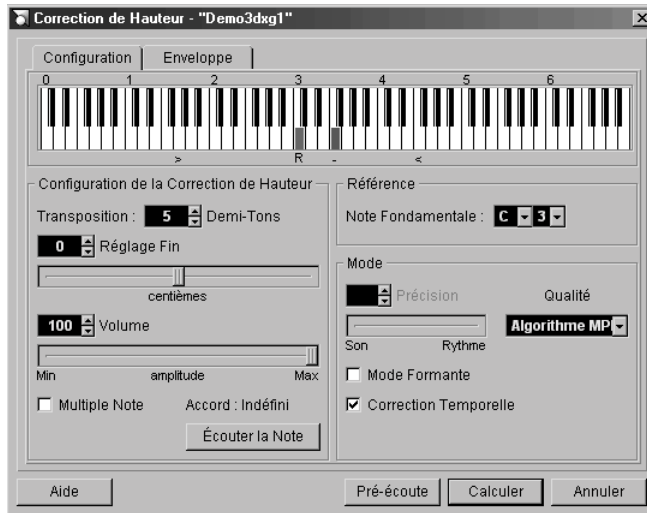 Correction de Hauteur - "Demo3dxg1"
Configuration Enveloppe
0 1 2 3 4 5 6
> R - <
Configuration de la Correction de Hauteur
Transposition : 5 Demi-Tons
0 Réglage Fin
centièmes
100 Volume
Min amplitude Max
Multiple Note Accord : Indéfini
Écouter la Note
Référence
Note Fondamentale : C 3
Mode
Précision Qualité
Algorithme MP
Son Rythme
Mode Formante
Correction Temporelle
Aide Pré-écoute Calculer Annuler